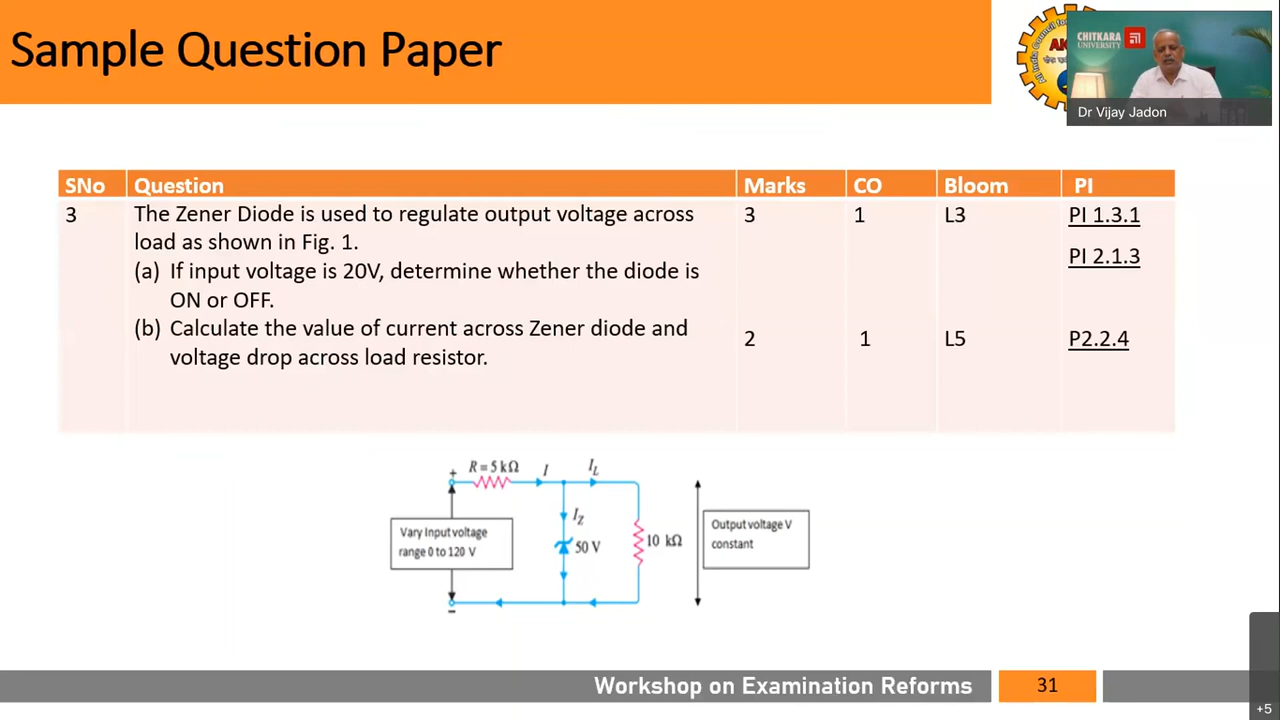 Sample Question Paper
CHITKARA
UNIVERSITY
Dr Vijay Jadon
SNo Question Marks CO Bloom PI
3 The Zener Diode is used to regulate output voltage across 3 1 L3 PI 1.3.1
load as shown in Fig. 1.
PI 2.1.3
(a) If input voltage is 20V, determine whether the diode is
ON or OFF.
(b) Calculate the value of current across Zener diode and 2 1 L5 P2.2.4
voltage drop across load resistor.
+ R = 5 kΩ I I_L
Vary Input voltage
range 0 to 120 V
I_Z
50 V
10 kΩ
Output voltage V
constant
−
Workshop on Examination Reforms 31
+5